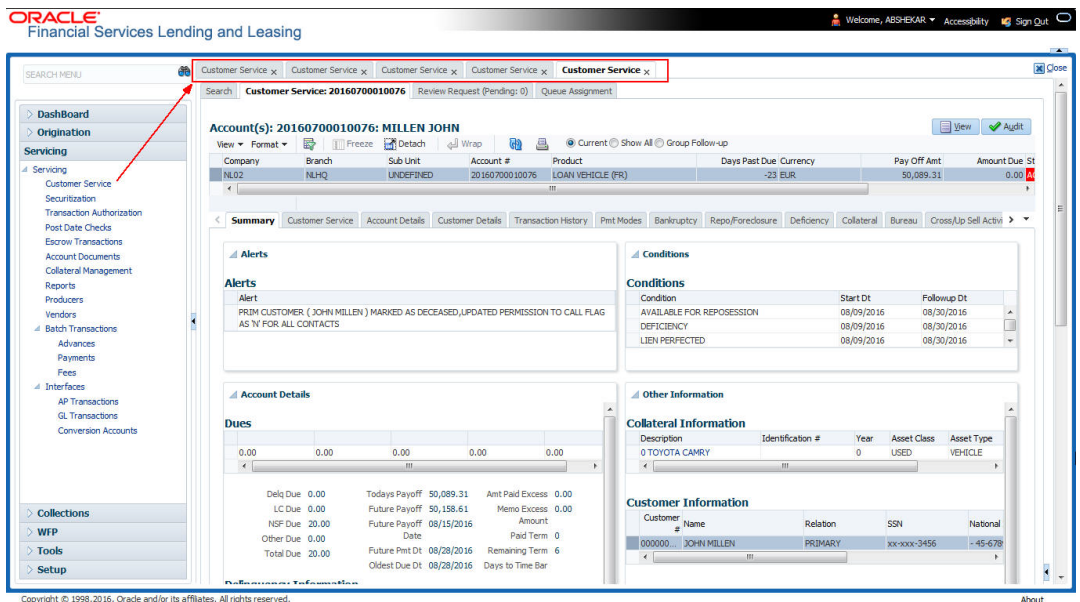 ORACLE
Financial Services Lending and Leasing
Welcome, ABSHEKAR Accessibility Sign Out
Close
SEARCH MENU
DashBoard
Origination
Servicing
Servicing
Customer Service
Securitization
Transaction Authorization
Post Date Checks
Escrow Transactions
Account Documents
Collateral Management
Reports
Producers
Vendors
Batch Transactions
Advances
Payments
Fees
Interfaces
AP Transactions
GL Transactions
Conversion Accounts
Collections
WFP
Tools
Setup
Customer Service x Customer Service x Customer Service x Customer Service x Customer Service x
Search Customer Service: 20160700010076 Review Request (Pending: 0) Queue Assignment
Account(s): 20160700010076: MILLEN JOHN
View Audit
View Format Freeze Detach Wrap Current Show All Group Follow-up
Company Branch Sub Unit Account # Product Days Past Due Currency Pay Off Amt Amount Due St
NL02 NLHQ UNDEFINED 20160700010076 LOAN VEHICLE (FR) -23 EUR 50,089.31 0.00
Summary Customer Service Account Details Customer Details Transaction History Pmt Modes Bankruptcy Repo/Foreclosure Deficiency Collateral Bureau Cross/Up Sell Activi
Alerts
Alerts
Alert
PRIM CUSTOMER ( JOHN MILLEN ) MARKED AS DECEASED,UPDATED PERMISSION TO CALL FLAG
AS 'N' FOR ALL CONTACTS
Conditions
Conditions
Condition Start Dt Followup Dt
AVAILABLE FOR REPOSESSION 08/09/2016 08/30/2016
DEFICIENCY 08/09/2016 08/30/2016
LIEN PERFECTED 08/09/2016 08/30/2016
Account Details
Dues
0.00 0.00 0.00 0.00 0.00
Delq Due 0.00 Todays Payoff 50,089.31 Amt Paid Excess 0.00
LC Due 0.00 Future Payoff 50,158.61 Memo Excess 0.00
Amount
NSF Due 20.00 Future Payoff 08/15/2016
Date
Other Due 0.00 Paid Term 0
Total Due 20.00 Future Pmt Dt 08/28/2016 Remaining Term 6
Oldest Due Dt 08/28/2016 Days to Time Bar
Delinquency Information
Other Information
Collateral Information
Description Identification # Year Asset Class Asset Type
0 TOYOTA CAMRY 0 USED VEHICLE
Customer Information
Customer # Name Relation SSN National
000000... JOHN MILLEN PRIMARY xx-xxx-3456 - 45-678
Copyright © 1998,2016, Oracle and/or its affiliates. All rights reserved.
About